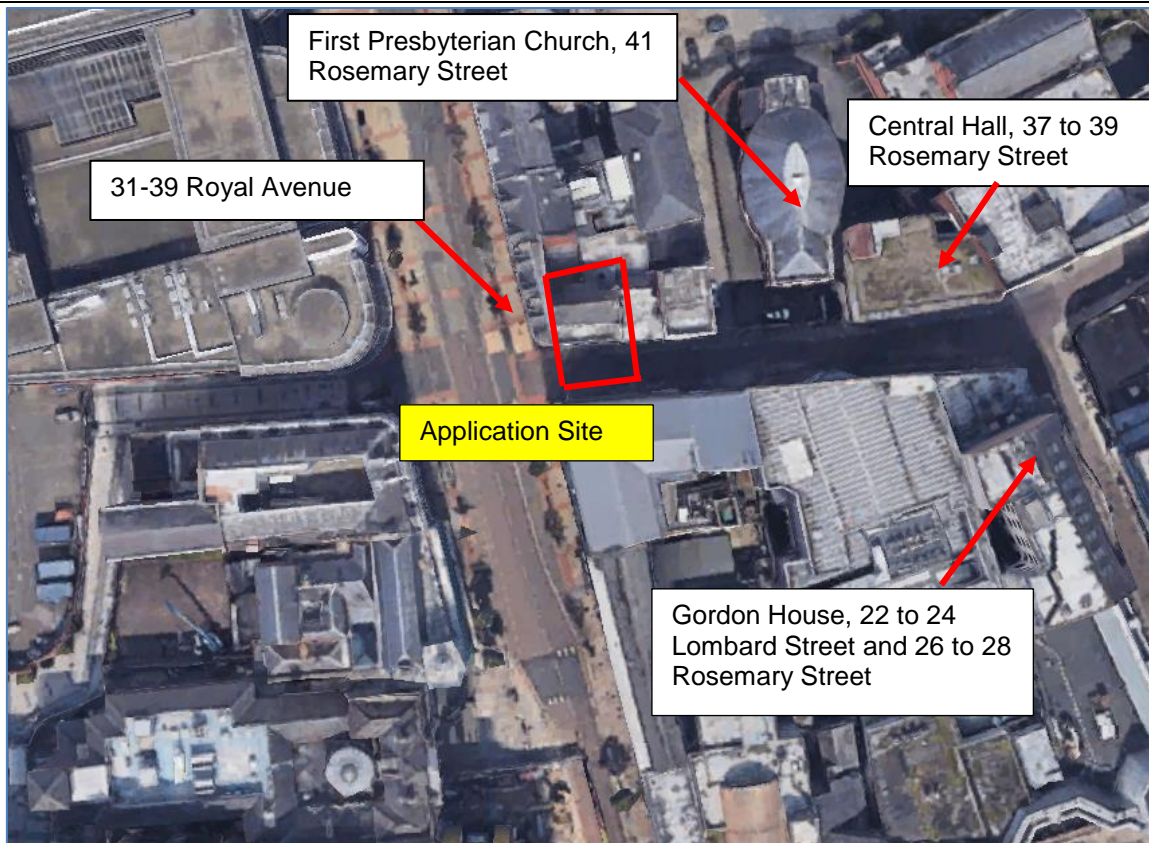 First Presbyterian Church, 41
Rosemary Street
Central Hall, 37 to 39
Rosemary Street
31-39 Royal Avenue
Application Site
Gordon House, 22 to 24
Lombard Street and 26 to 28
Rosemary Street